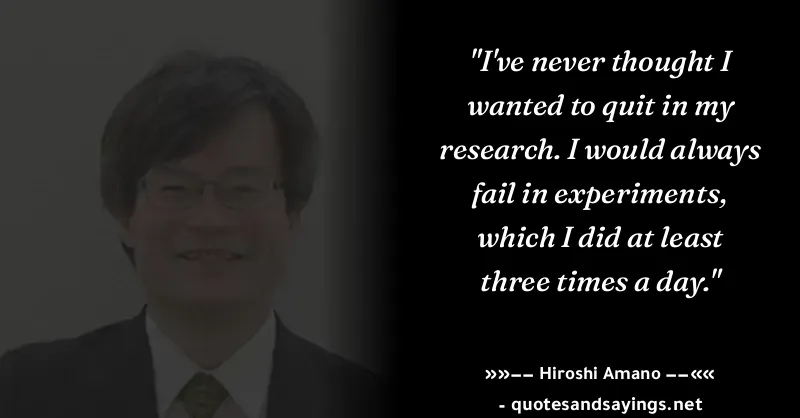 "I've never thought I
wanted to quit in my
research. I would always
fail in experiments,
which I did at least
three times a day."
»»−− Hiroshi Amano −−««
- quotesandsayings.net